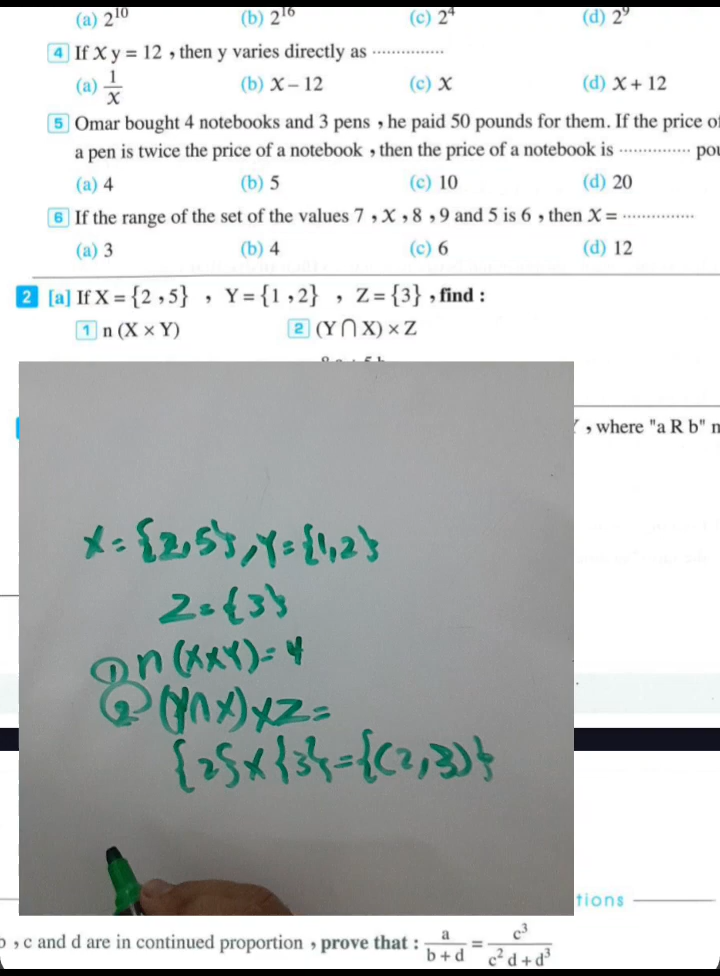 (a) 2¹⁰ (b) 2¹⁶ (c) 2⁴ (d) 2⁹
4 If X y = 12 , then y varies directly as ..............
(a) 1/X (b) X – 12 (c) X (d) X + 12
5 Omar bought 4 notebooks and 3 pens , he paid 50 pounds for them. If the price of
a pen is twice the price of a notebook , then the price of a notebook is .............. pou
(a) 4 (b) 5 (c) 10 (d) 20
6 If the range of the set of the values 7 , X , 8 , 9 and 5 is 6 , then X = ..............
(a) 3 (b) 4 (c) 6 (d) 12
2 [a] If X = {2 , 5} , Y = {1 , 2} , Z = {3} , find :
1 n (X × Y) 2 (Y ∩ X) × Z
, where "a R b" m
X = {2,5}, Y = {1,2}
Z = {3}
① n (X×Y) = 4
② (Y∩X) × Z =
{2} × {3} = {(2,3)}
tions
, c and d are in continued proportion , prove that : a/(b + d) = c³/(c² d + d³)